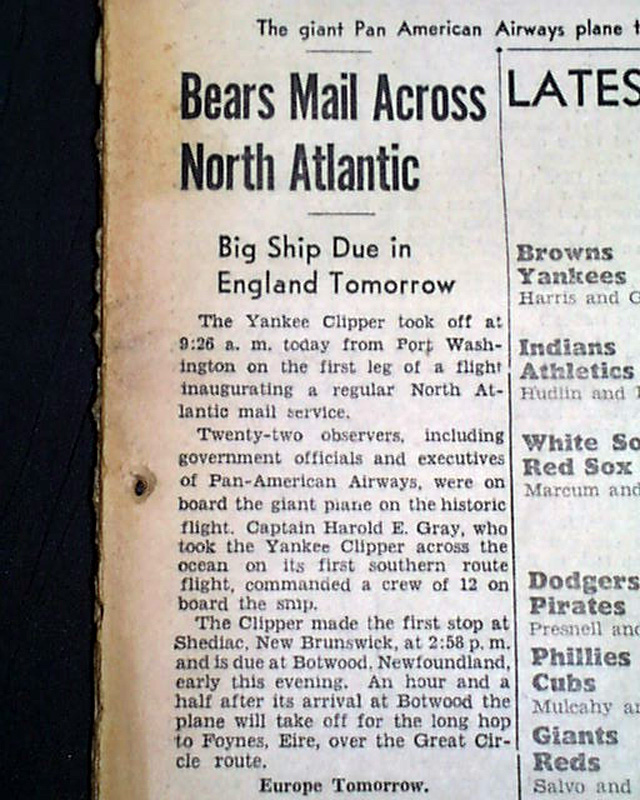 The giant Pan American Airways plane
Bears Mail Across
North Atlantic
Big Ship Due in
England Tomorrow
The Yankee Clipper took off at
9:26 a. m. today from Port Wash-
ington on the first leg of a flight
inaugurating a regular North At-
lantic mail service.
Twenty-two observers, including
government officials and executives
of Pan-American Airways, were on
board the giant plane on the historic
flight. Captain Harold E. Gray, who
took the Yankee Clipper across the
ocean on its first southern route
flight, commanded a crew of 12 on
board the ship.
The Clipper made the first stop at
Shediac, New Brunswick, at 2:58 p. m.
and is due at Botwood, Newfoundland,
early this evening. An hour and a
half after its arrival at Botwood the
plane will take off for the long hop
to Foynes, Eire, over the Great Cir-
cle route.
Europe Tomorrow.
LATES
Browns
Yankees
Harris and G
Indians
Athletics
Hudlin and
White So
Red Sox
Marcum and
Dodgers
Pirates
Presnell and
Phillies
Cubs
Mulcahy a
Giants
Reds
Salvo and